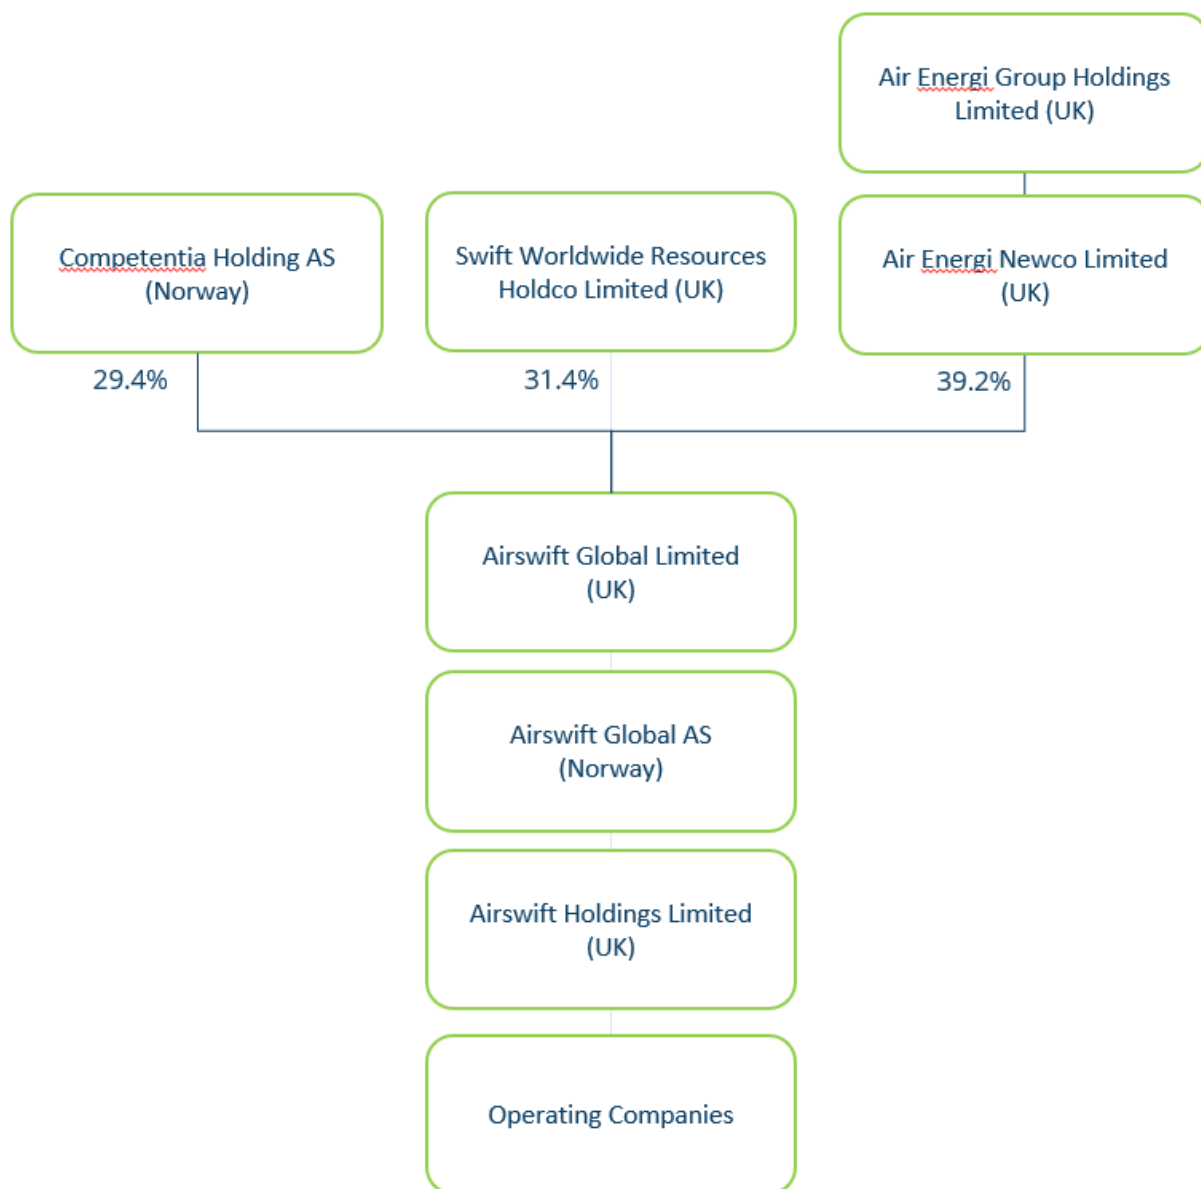 Air Energi Group Holdings
Limited (UK)
Competentia Holding AS
(Norway)
Swift Worldwide Resources
Holdco Limited (UK)
Air Energi Newco Limited
(UK)
29.4%
31.4%
39.2%
Airswift Global Limited
(UK)
Airswift Global AS
(Norway)
Airswift Holdings Limited
(UK)
Operating Companies